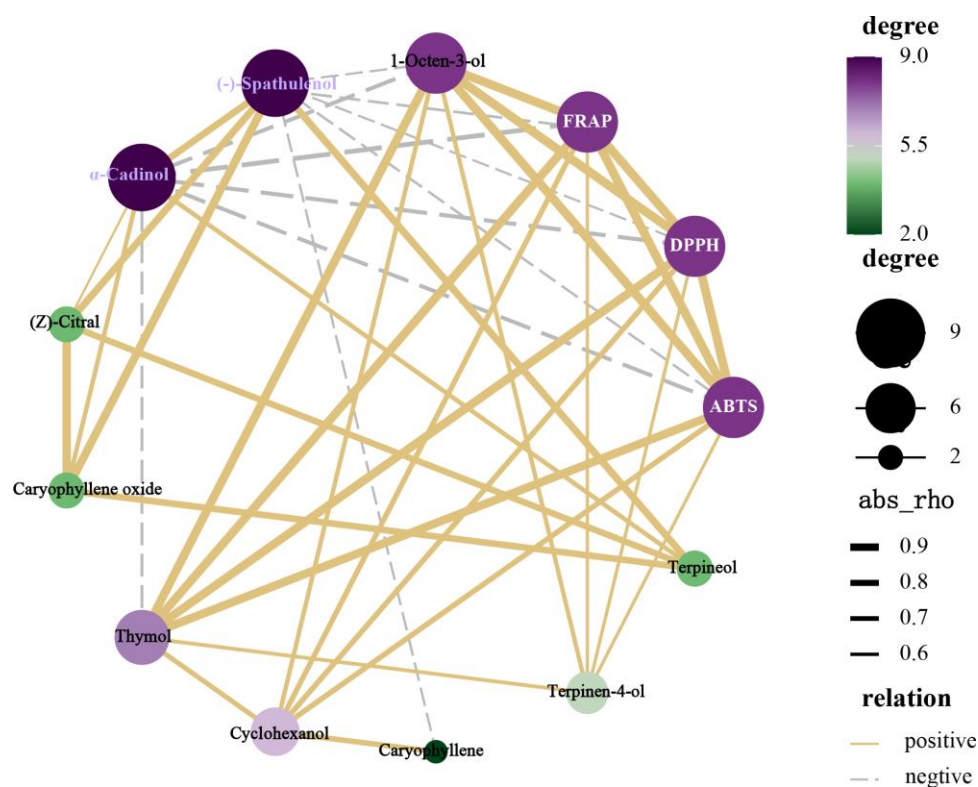 degree
9.0
5.5
2.0
degree
9
6
2
abs_rho
0.9
0.8
0.7
0.6
relation
positive
negtive
1-Octen-3-ol
(-)-Spathulenol
FRAP
α-Cadinol
DPPH
(Z)-Citral
ABTS
Caryophyllene oxide
Terpineol
Thymol
Terpinen-4-ol
Cyclohexanol
Caryophyllene